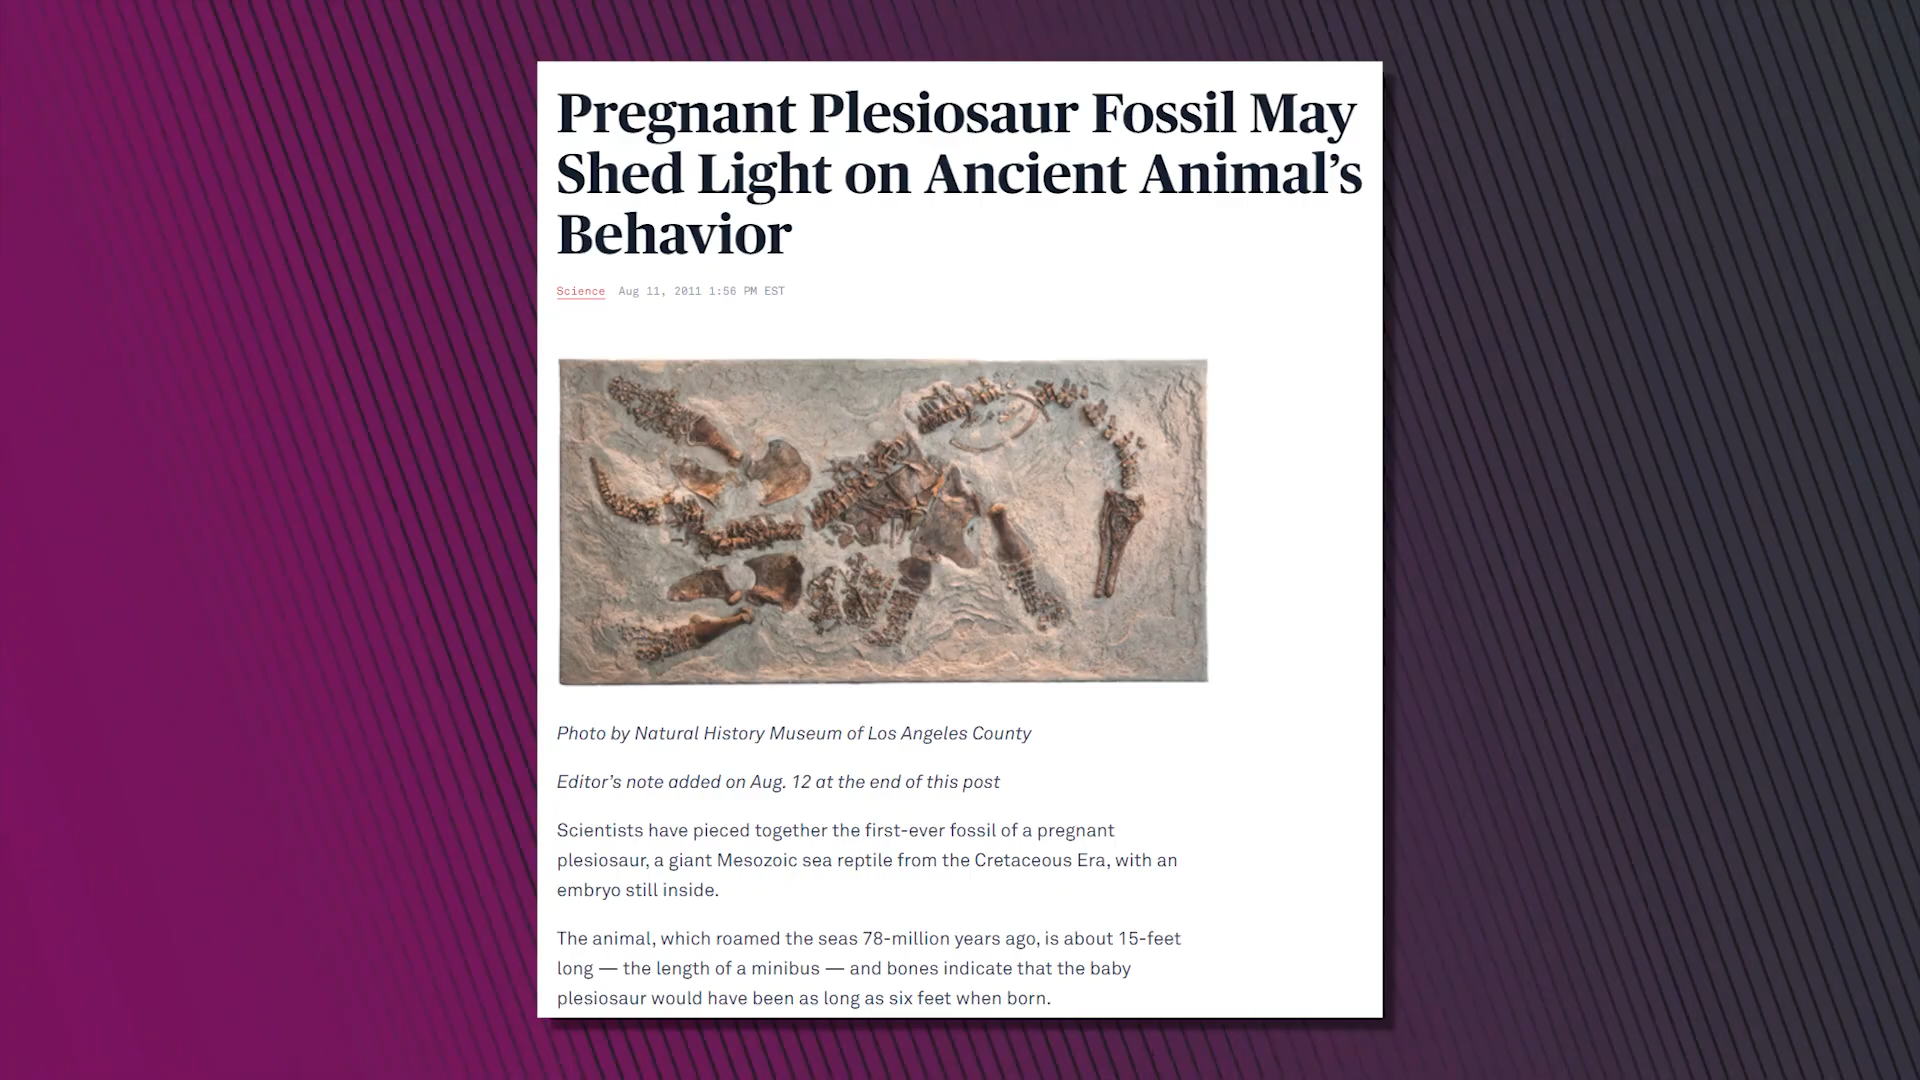 Pregnant Plesiosaur Fossil May
Shed Light on Ancient Animal’s
Behavior
Science Aug 11, 2011 1:56 PM EST
Photo by Natural History Museum of Los Angeles County
Editor’s note added on Aug. 12 at the end of this post
Scientists have pieced together the first-ever fossil of a pregnant
plesiosaur, a giant Mesozoic sea reptile from the Cretaceous Era, with an
embryo still inside.
The animal, which roamed the seas 78-million years ago, is about 15-feet
long — the length of a minibus — and bones indicate that the baby
plesiosaur would have been as long as six feet when born.